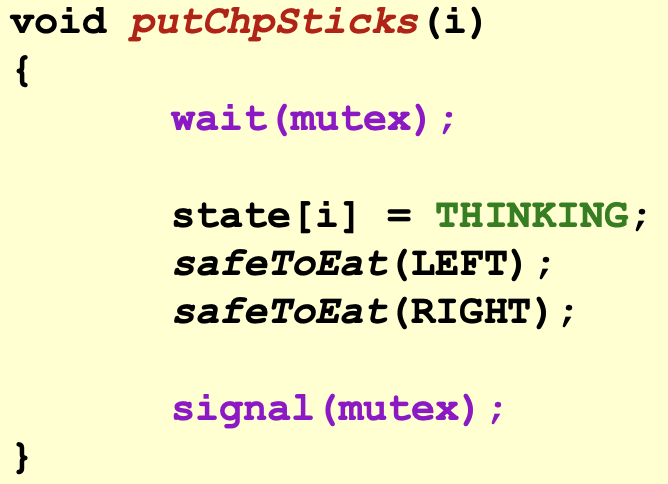 void putChpSticks(i)
{
wait(mutex);
state[i] = THINKING;
safeToEat(LEFT);
safeToEat(RIGHT);
signal(mutex);
}